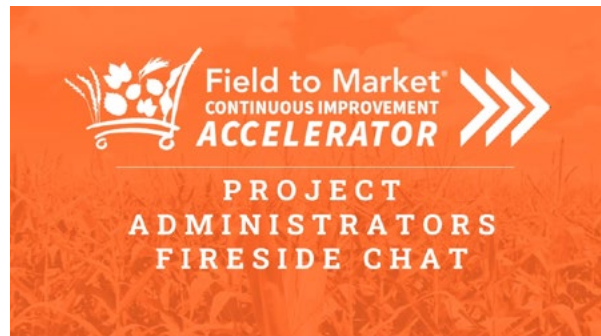 Field to Market®
CONTINUOUS IMPROVEMENT
ACCELERATOR
PROJECT
ADMINISTRATORS
FIRESIDE CHAT